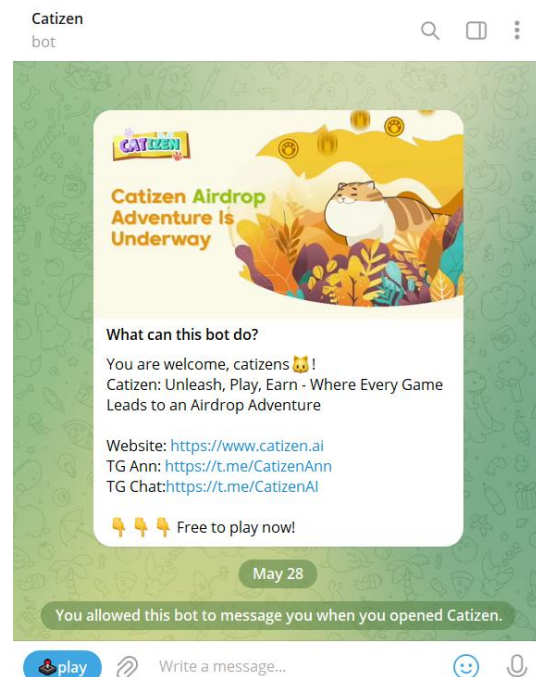 Catizen
bot
CATIZEN
Catizen Airdrop
Adventure Is
Underway
What can this bot do?
You are welcome, catizens🐱!
Catizen: Unleash, Play, Earn - Where Every Game
Leads to an Airdrop Adventure
Website: https://www.catizen.ai
TG Ann: https://t.me/CatizenAnn
TG Chat:https://t.me/CatizenAI
👇👇👇 Free to play now!
May 28
You allowed this bot to message you when you opened Catizen.
🕹️play
Write a message...